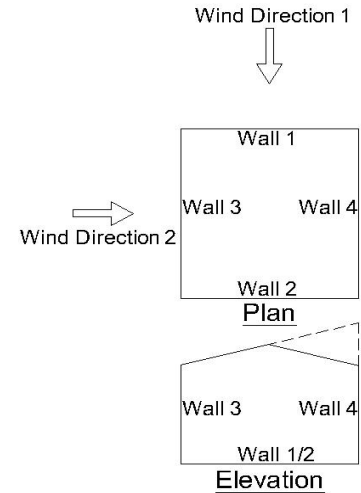 Wind Direction 1
Wall 1
Wall 3 Wall 4
Wind Direction 2
Wall 2
Plan
Wall 3 Wall 4
Wall 1/2
Elevation